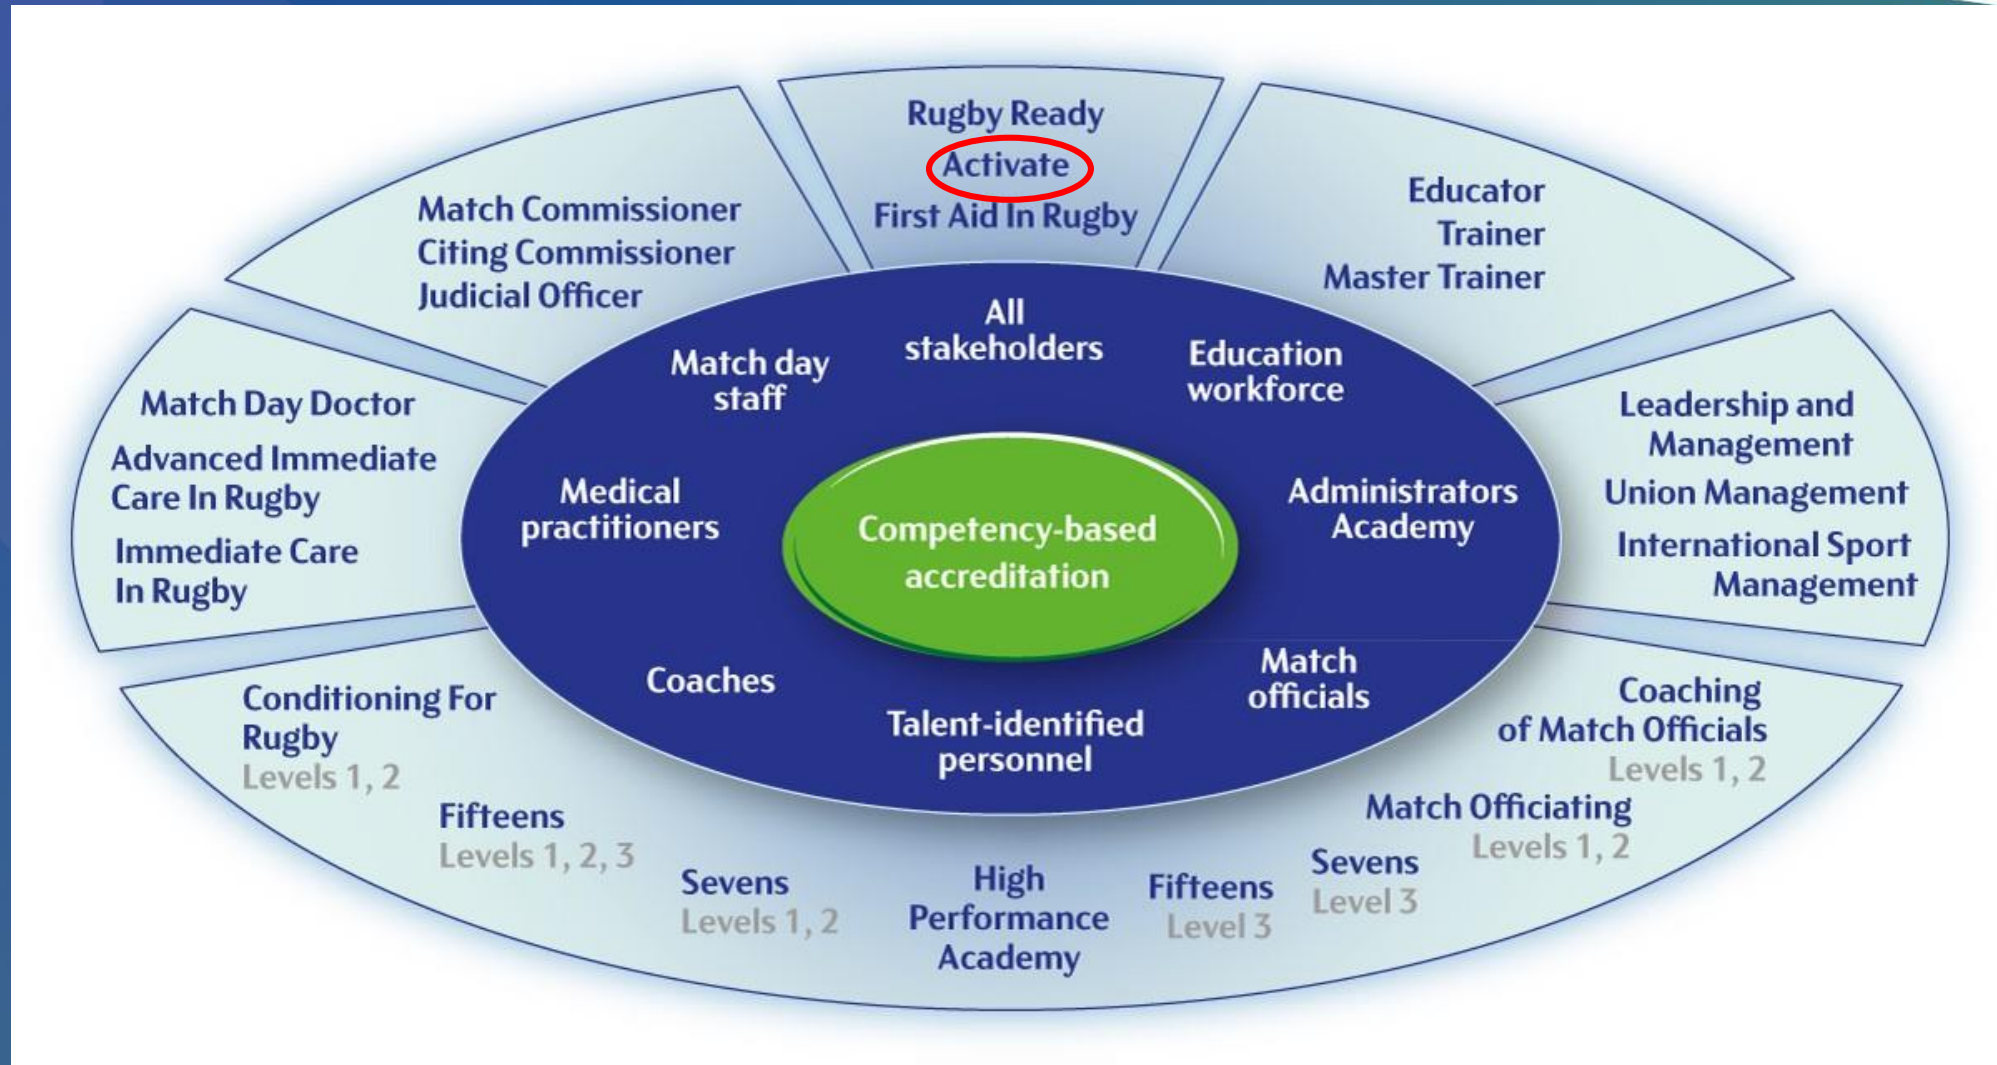 Rugby Ready
Activate
First Aid In Rugby
Match Commissioner
Citing Commissioner
Judicial Officer
Educator
Trainer
Master Trainer
Match Day Doctor
Advanced Immediate
Care In Rugby
Immediate Care
In Rugby
Leadership and
Management
Union Management
International Sport
Management
All
stakeholders
Match day
staff
Education
workforce
Medical
practitioners
Administrators
Academy
Competency-based
accreditation
Coaches
Talent-identified
personnel
Match
officials
Conditioning For
Rugby
Levels 1, 2
Fifteens
Levels 1, 2, 3
Sevens
Levels 1, 2
High
Performance
Academy
Fifteens
Level 3
Sevens
Level 3
Match Officiating
Levels 1, 2
Coaching
of Match Officials
Levels 1, 2